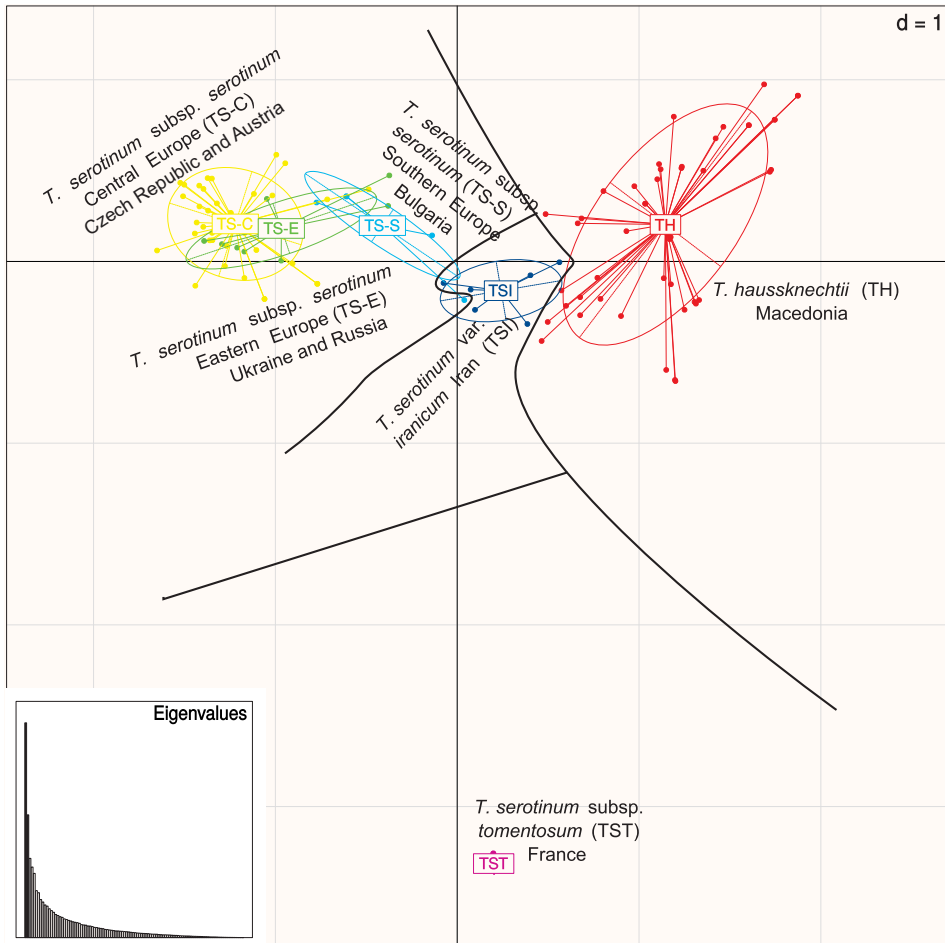 d = 1
T. serotinum subsp. serotinum
Central Europe (TS-C)
Czech Republic and Austria
T. serotinum subsp.
serotinum (TS-S)
Southern Europe
Bulgaria
TS-C
TS-E
TS-S
TH
TSI
T. haussknechtii (TH)
Macedonia
T. serotinum subsp. serotinum
Eastern Europe (TS-E)
Ukraine and Russia
T. serotinum var.
iranicum Iran (TSI)
Eigenvalues
T. serotinum subsp.
tomentosum (TST)
France
TST